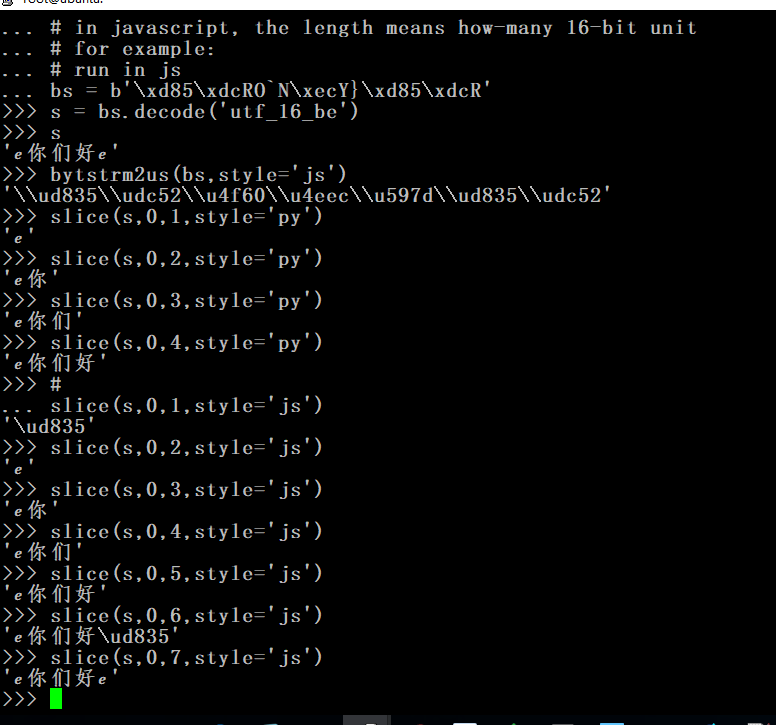 root@ubuntu:
... # in javascript, the length means how-many 16-bit unit
... # for example:
... # run in js
... bs = b'\xd85\xdcRO`N\xecY}\xd85\xdcR'
>>> s = bs.decode('utf_16_be')
>>> s
'𝑒你们好𝑒'
>>> bytstrm2us(bs,style='js')
'\\ud835\\udc52\\u4f60\\u4eec\\u597d\\ud835\\udc52'
>>> slice(s,0,1,style='py')
'𝑒'
>>> slice(s,0,2,style='py')
'𝑒你'
>>> slice(s,0,3,style='py')
'𝑒你们'
>>> slice(s,0,4,style='py')
'𝑒你们好'
>>> #
... slice(s,0,1,style='js')
'\ud835'
>>> slice(s,0,2,style='js')
'𝑒'
>>> slice(s,0,3,style='js')
'𝑒你'
>>> slice(s,0,4,style='js')
'𝑒你们'
>>> slice(s,0,5,style='js')
'𝑒你们好'
>>> slice(s,0,6,style='js')
'𝑒你们好\ud835'
>>> slice(s,0,7,style='js')
'𝑒你们好𝑒'
>>>